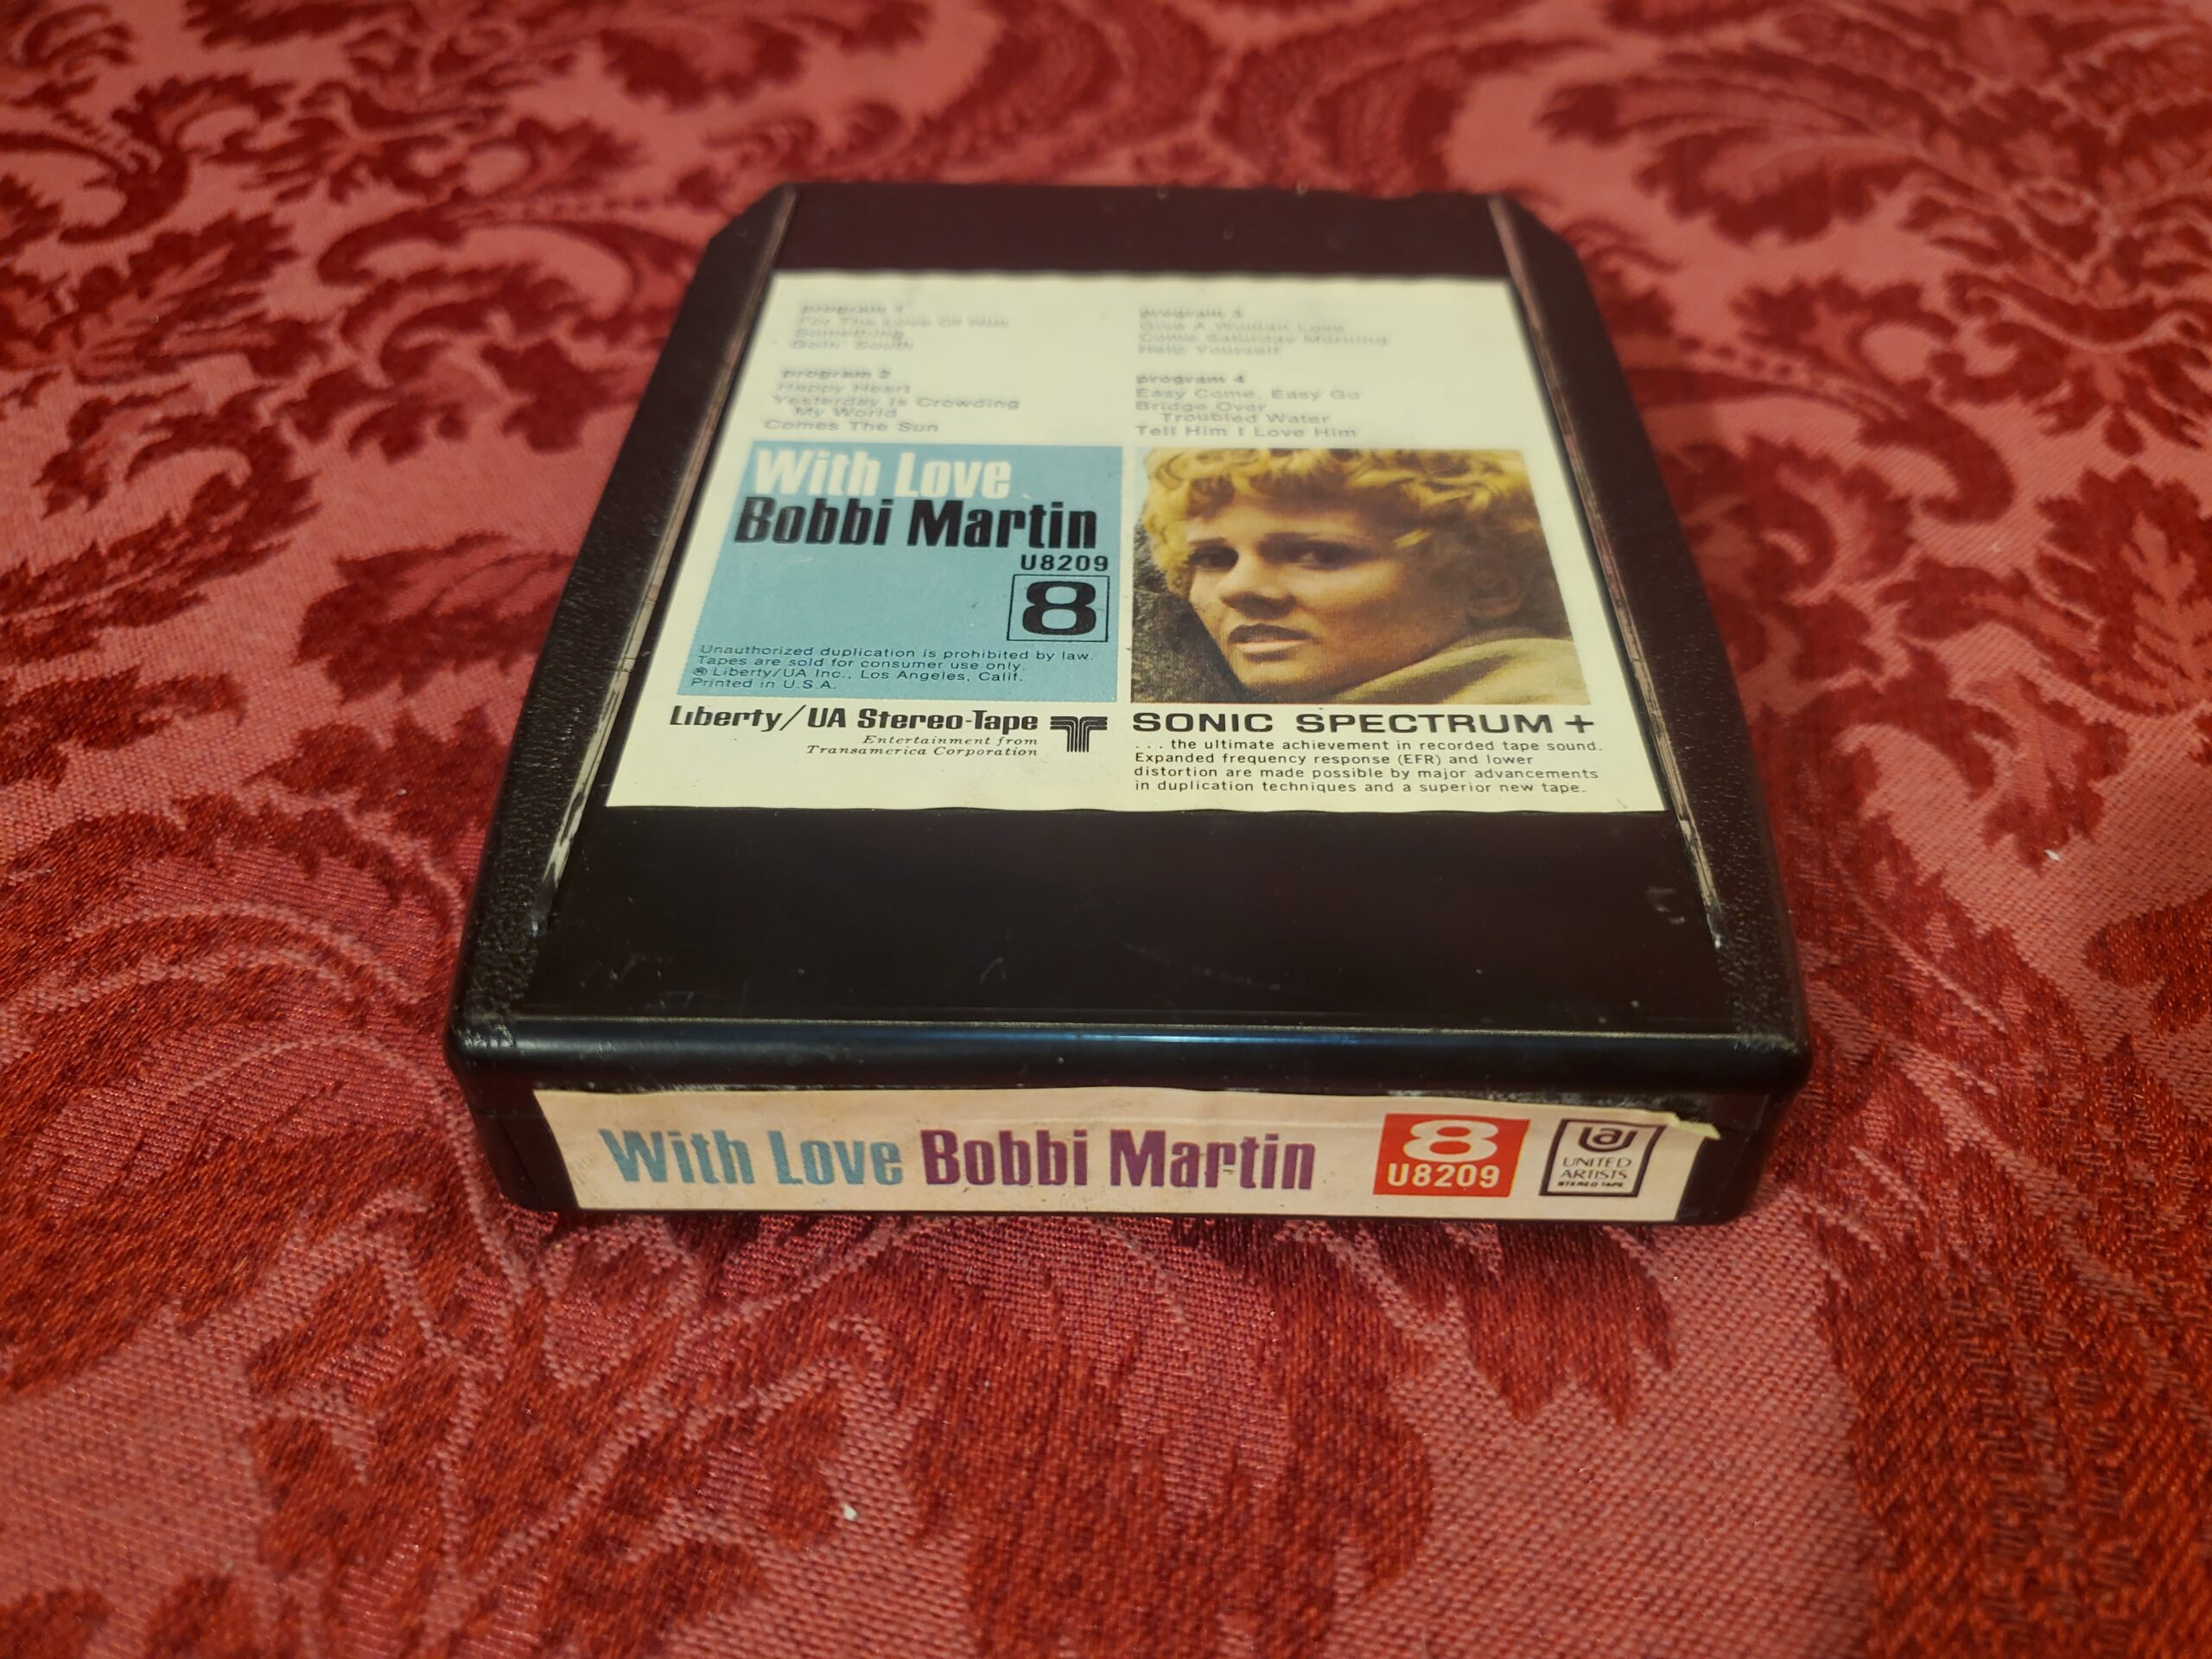 program 1
For The Love Of Him
Something
Goin' South
program 2
Happy Heart
Yesterday Is Crowding
My World
Comes The Sun
program 3
Give A Woman Love
Come Saturday Morning
Help Yourself
program 4
Easy Come, Easy Go
Bridge Over
Troubled Water
Tell Him I Love Him
With Love
Bobbi Martin
U8209
8
Unauthorized duplication is prohibited by law.
Tapes are sold for consumer use only.
® Liberty/UA Inc., Los Angeles, Calif.
Printed in U.S.A.
Liberty/UA Stereo-Tape
Entertainment from
Transamerica Corporation
SONIC SPECTRUM +
... the ultimate achievement in recorded tape sound.
Expanded frequency response (EFR) and lower
distortion are made possible by major advancements
in duplication techniques and a superior new tape.
With Love Bobbi Martin
8
U8209
ua
UNITED
ARTISTS
STEREO TAPE